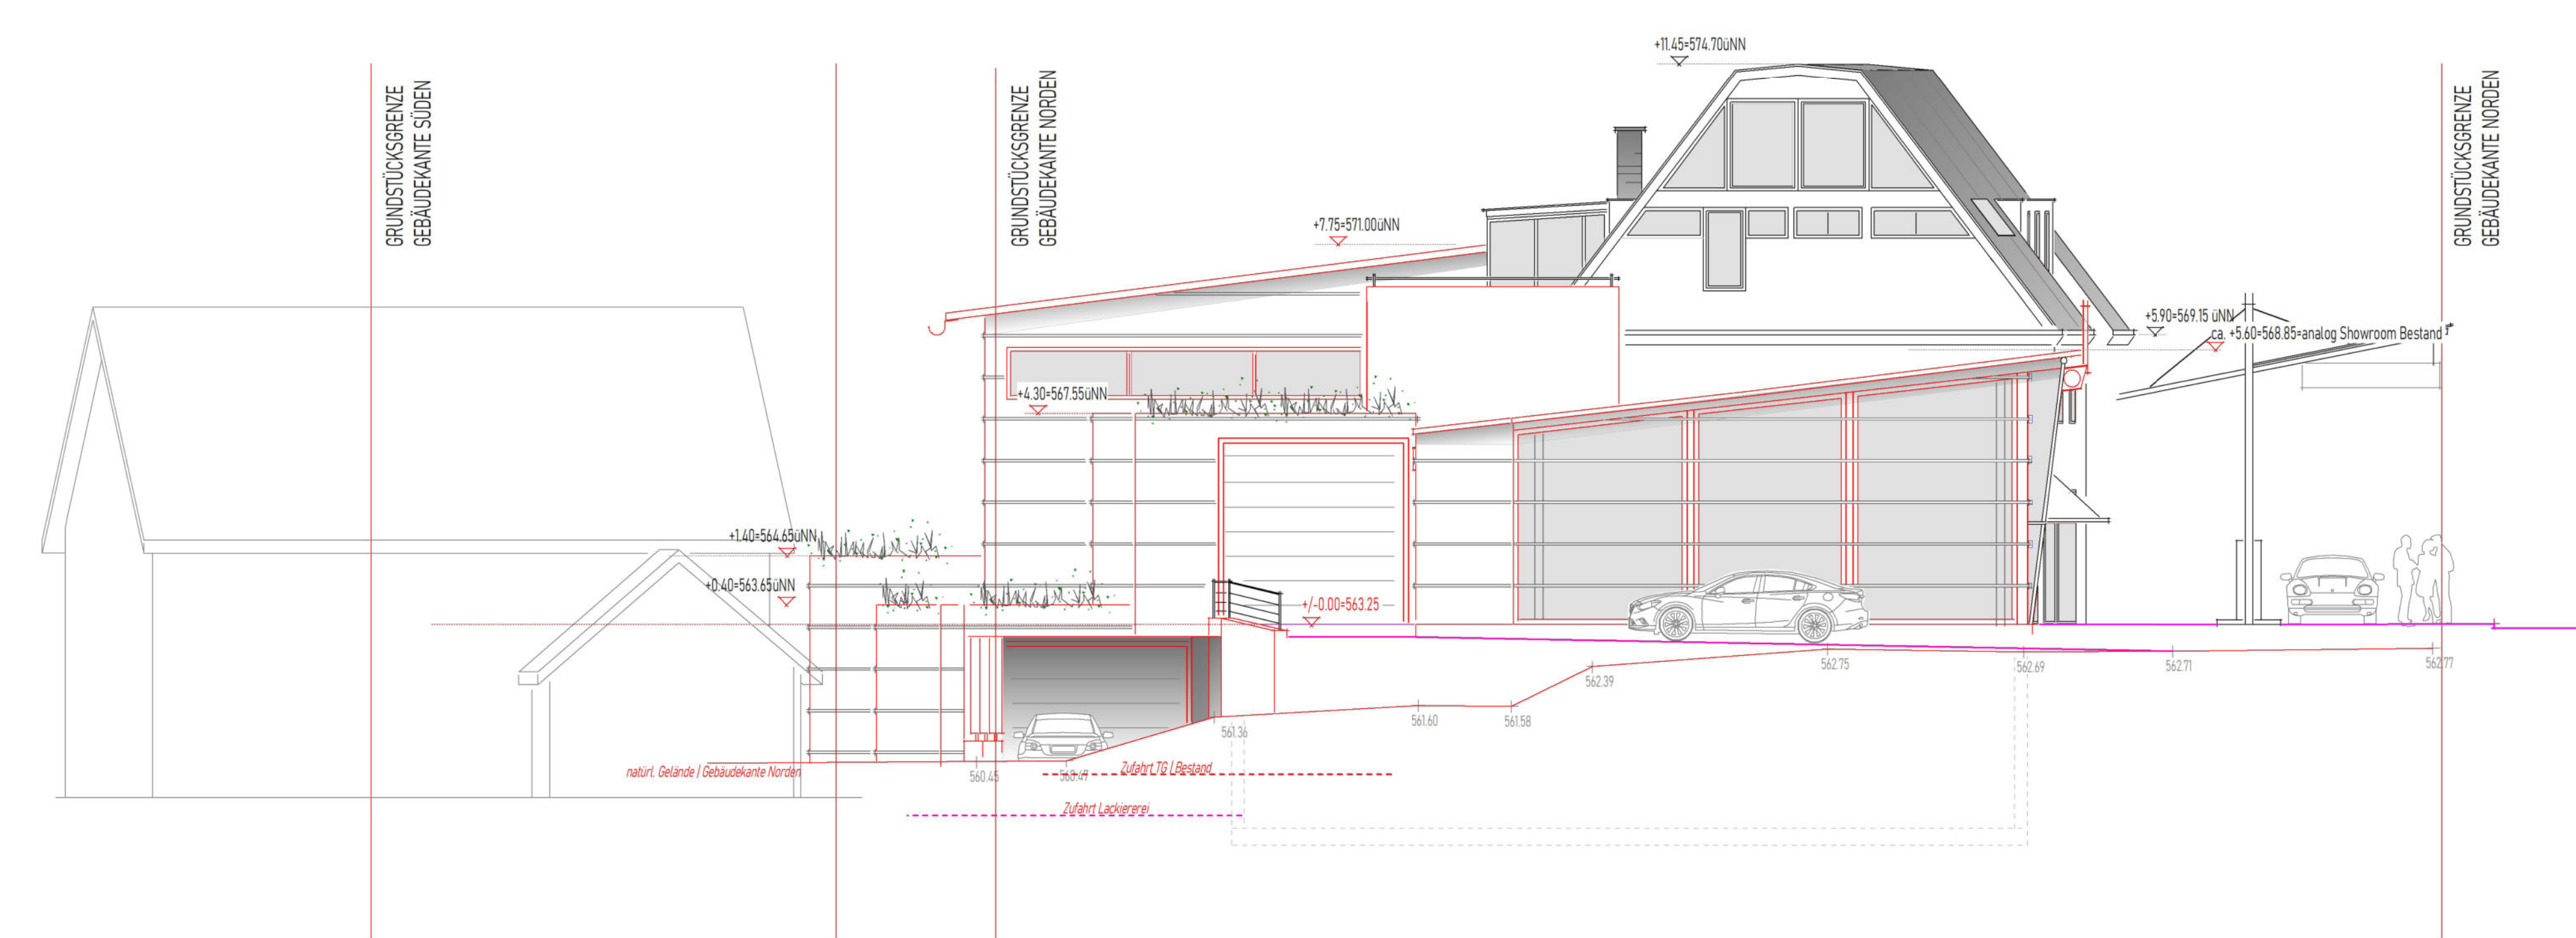 +11.45=574.70üNN
GRUNDSTÜCKSGRENZE
GEBÄUDEKANTE SÜDEN
GRUNDSTÜCKSGRENZE
GEBÄUDEKANTE NORDEN
GRUNDSTÜCKSGRENZE
GEBÄUDEKANTE NORDEN
+7.75=571.00üNN
+5.90=569.15 üNN
ca. +5.60=568.85=analog Showroom Bestand
+4.30=567.55üNN
+1.40=564.65üNN
+0.40=563.65üNN
+/-0.00=563.25
562.39
562.75
562.69
562.71
562.77
561.60
561.58
561.36
natürl. Gelände | Gebäudekante Norden
560.45
560.47
Zufahrt TG | Bestand
Zufahrt Lackiererei